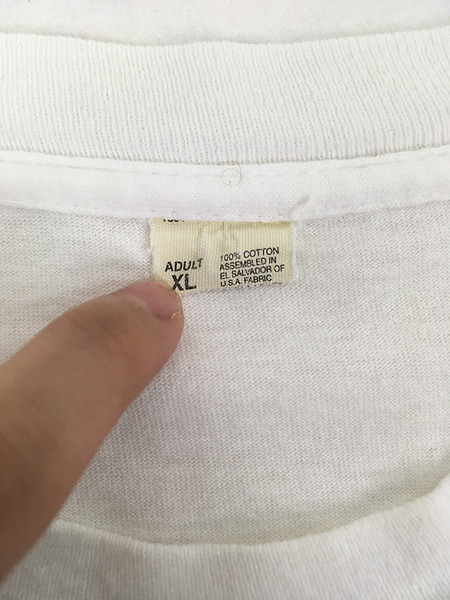 ADULT
XL
100% COTTON
ASSEMBLED IN
EL SALVADOR OF
U.S.A. FABRIC